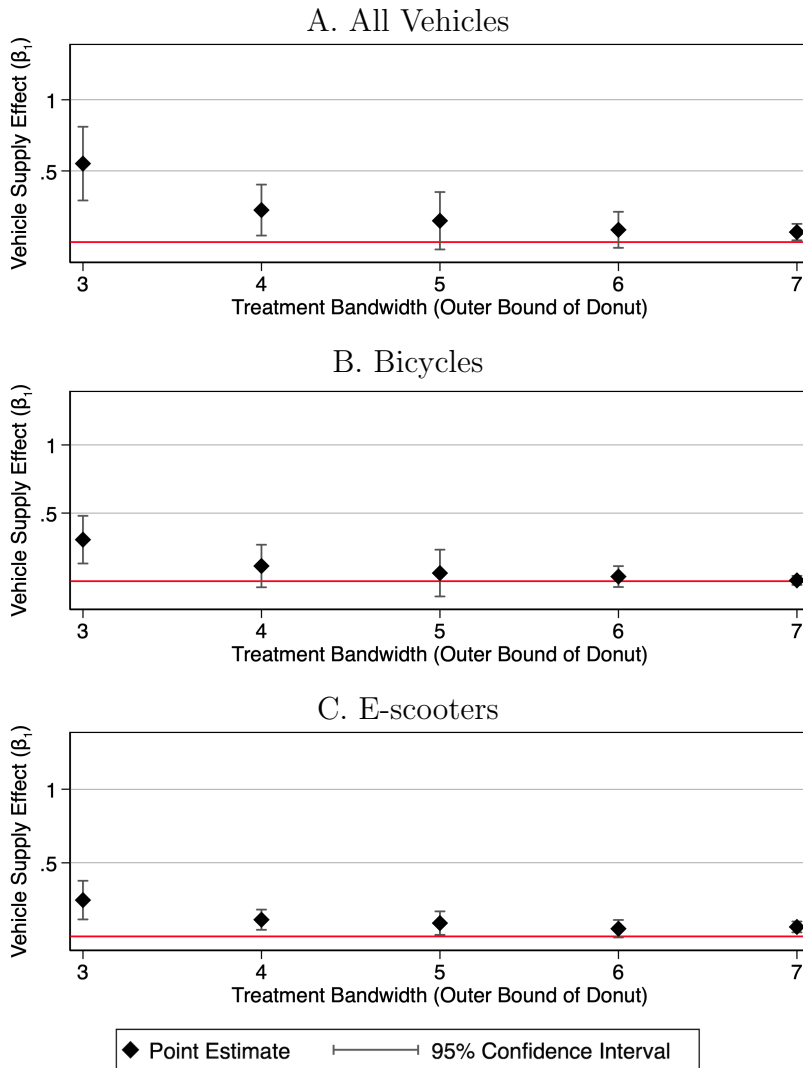 A. All Vehicles
Vehicle Supply Effect (β₁)
1
.5
3 4 5 6 7
Treatment Bandwidth (Outer Bound of Donut)
B. Bicycles
Vehicle Supply Effect (β₁)
1
.5
3 4 5 6 7
Treatment Bandwidth (Outer Bound of Donut)
C. E-scooters
Vehicle Supply Effect (β₁)
1
.5
3 4 5 6 7
Treatment Bandwidth (Outer Bound of Donut)
Point Estimate 95% Confidence Interval